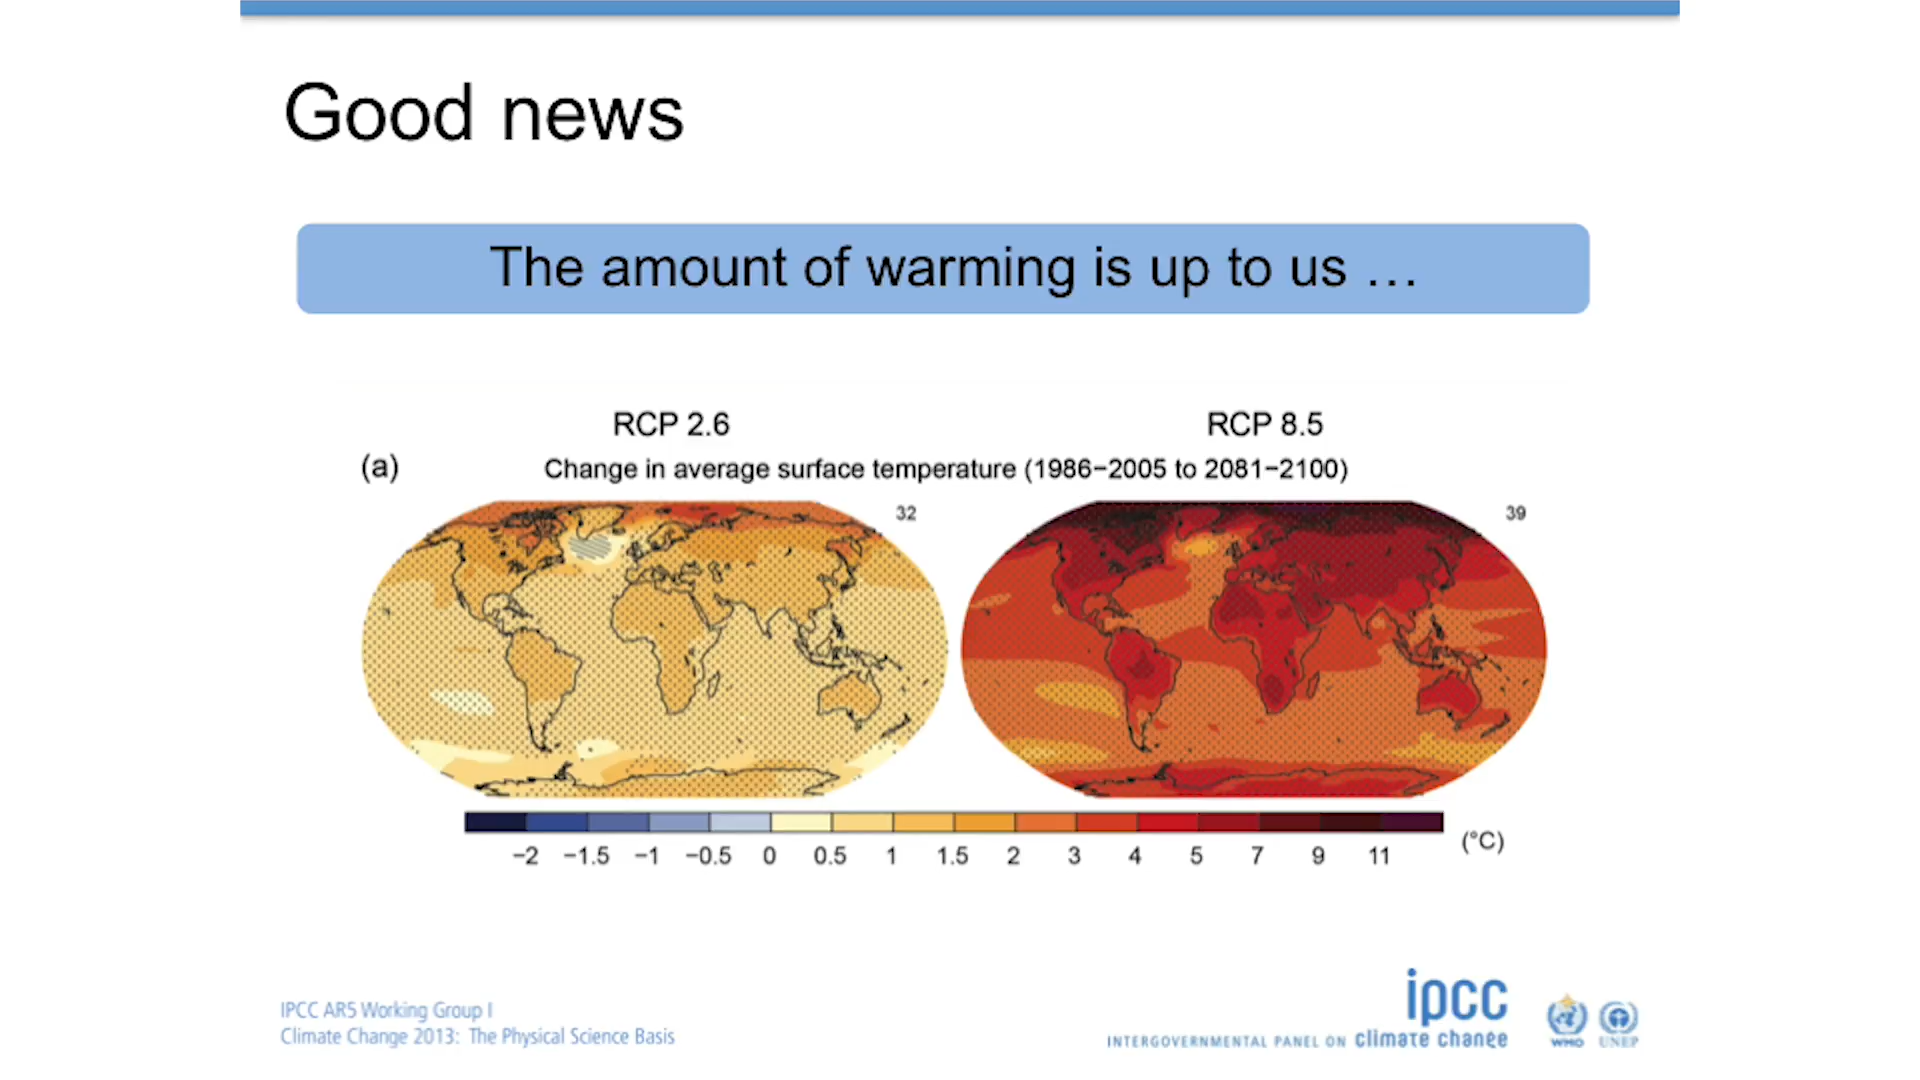 Good news
The amount of warming is up to us …
RCP 2.6
RCP 8.5
(a)
Change in average surface temperature (1986−2005 to 2081−2100)
32
39
−2 −1.5 −1 −0.5 0 0.5 1 1.5 2 3 4 5 7 9 11
(°C)
IPCC AR5 Working Group I
Climate Change 2013: The Physical Science Basis
ipcc
INTERGOVERNMENTAL PANEL ON climate change
WMO
UNEP